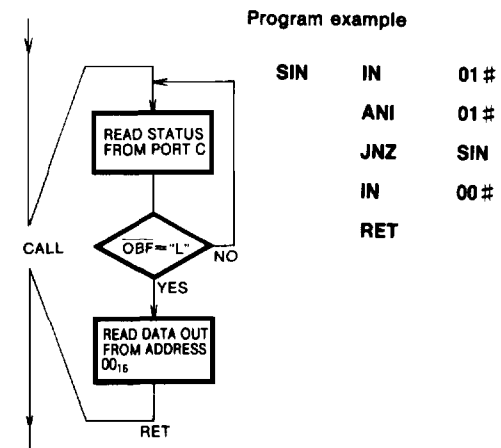 Program example
SIN IN 01#
ANI 01#
JNZ SIN
IN 00#
RET
READ STATUS
FROM PORT C
CALL
O̅B̅F̅="L"
NO
YES
READ DATA OUT
FROM ADDRESS
00₁₆
RET